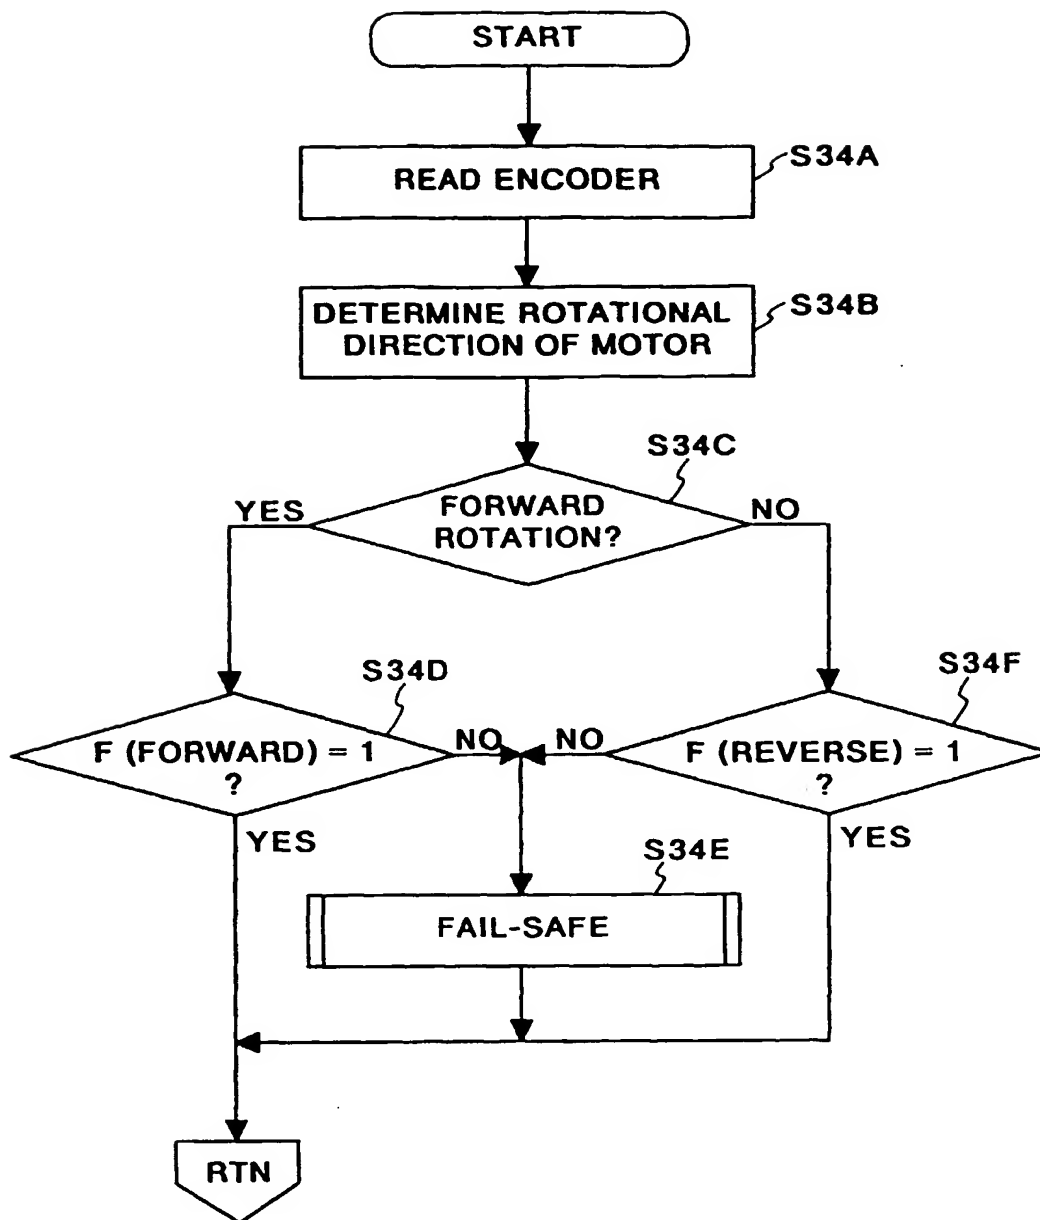 START
READ ENCODER
S34A
DETERMINE ROTATIONAL
DIRECTION OF MOTOR
S34B
S34C
FORWARD
ROTATION?
YES
NO
S34D
S34F
F (FORWARD) = 1
?
NO
NO
F (REVERSE) = 1
?
YES
YES
S34E
FAIL-SAFE
RTN